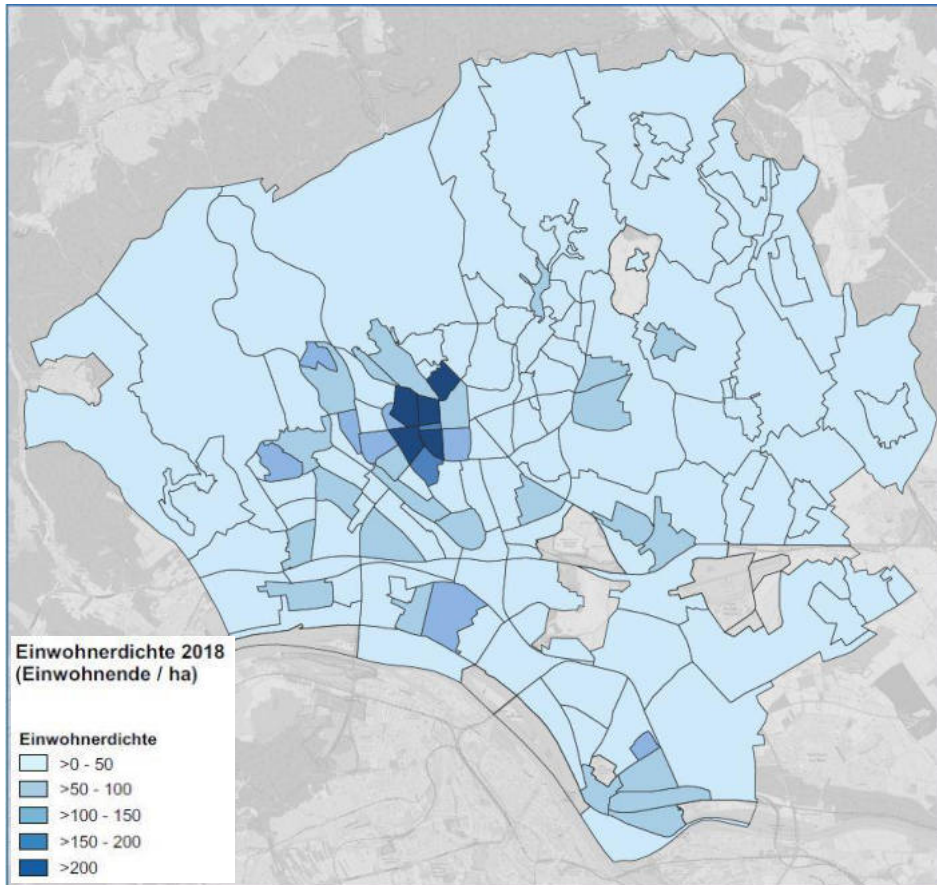 Einwohnerdichte 2018
(Einwohnende / ha)
Einwohnerdichte
>0 - 50
>50 - 100
>100 - 150
>150 - 200
>200